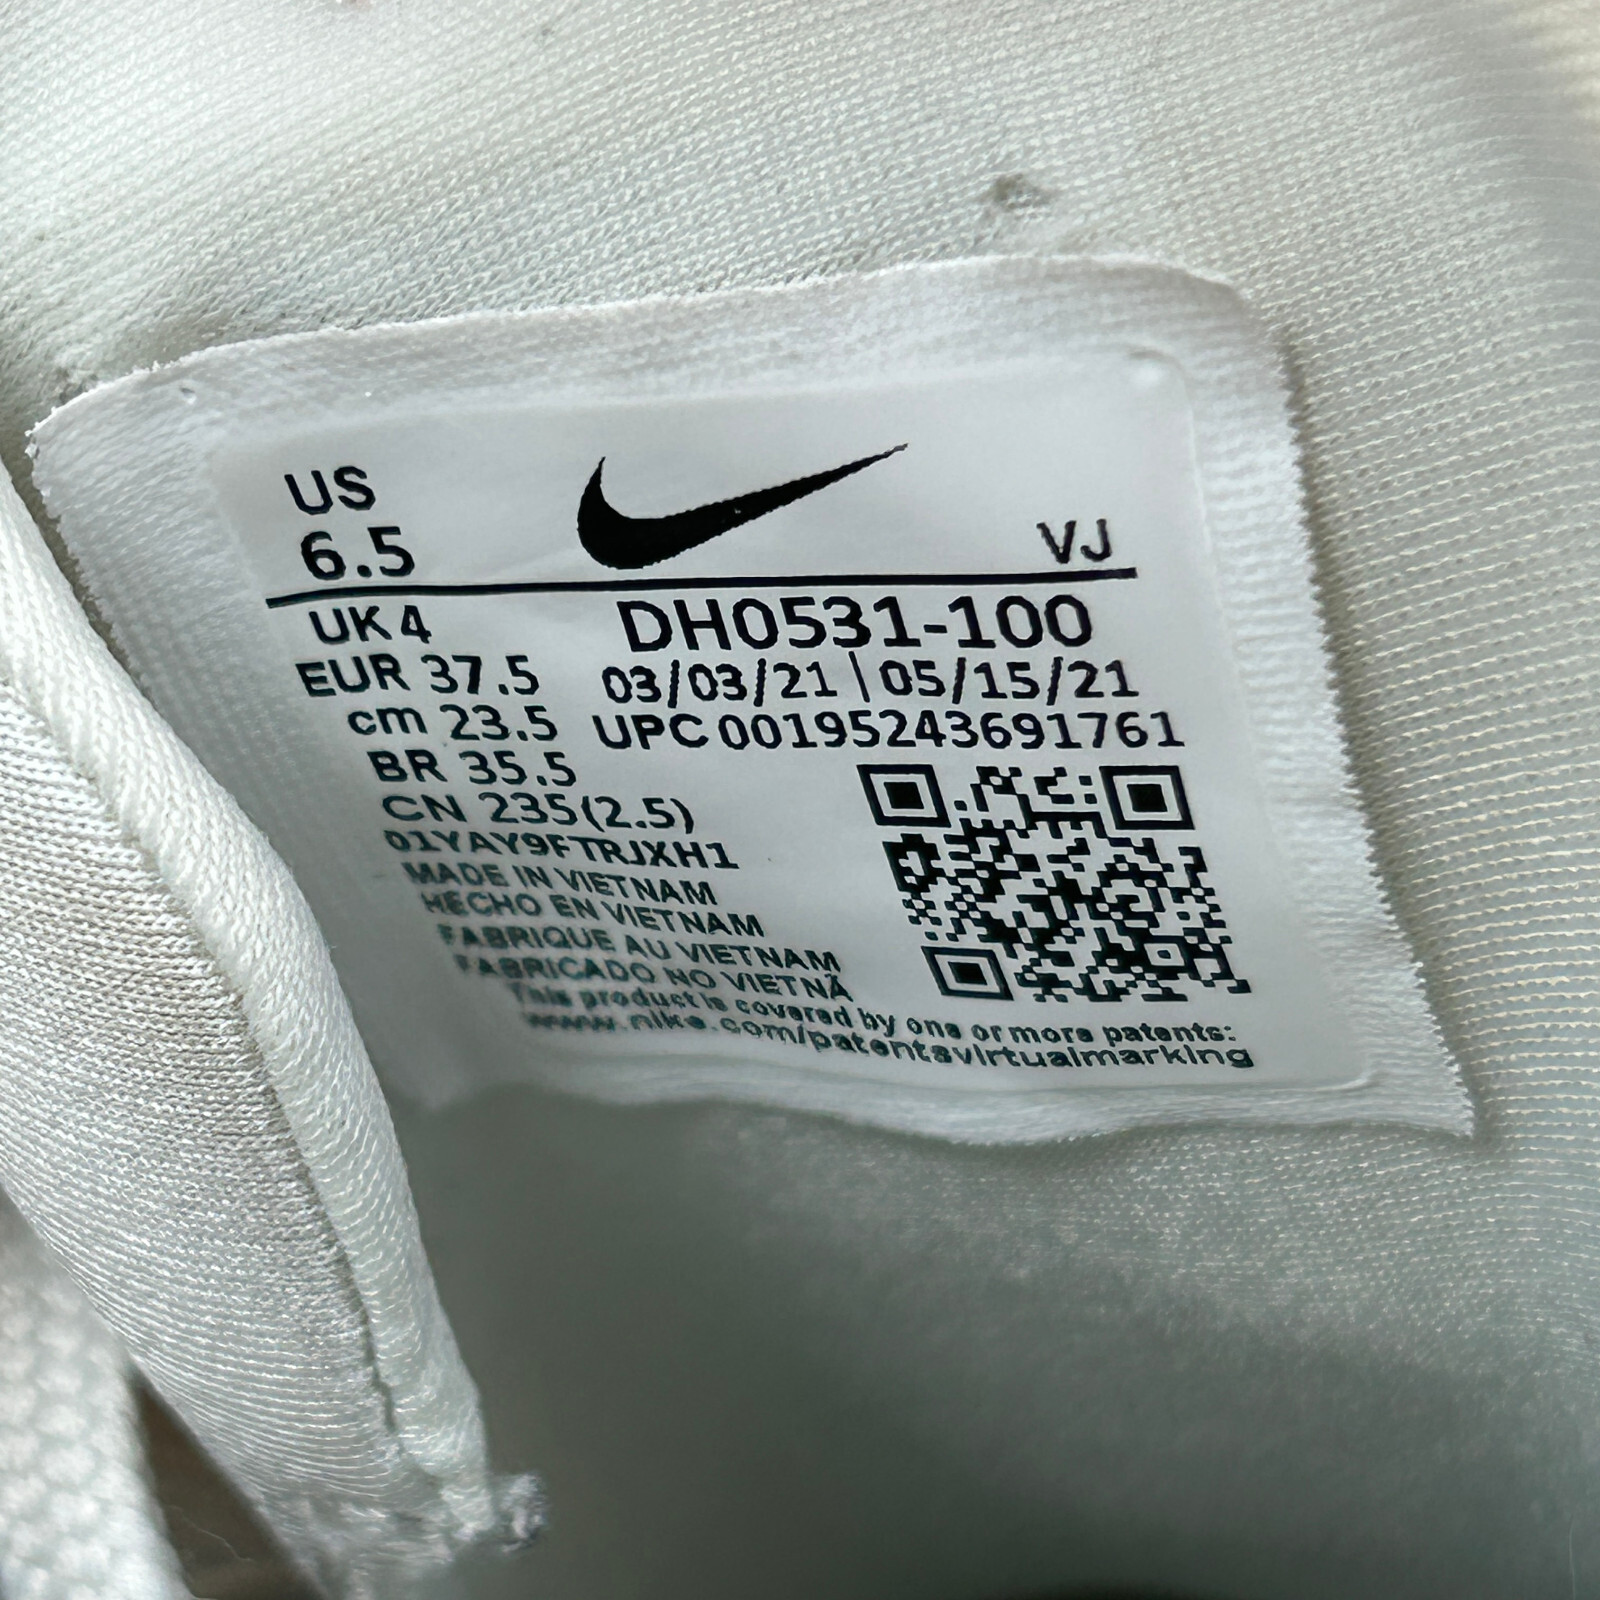 US
6.5
VJ
UK 4
DH0531-100
EUR 37.5
03/03/21 | 05/15/21
cm 23.5
UPC 00195243691761
BR 35.5
CN 235(2.5)
01YAY9FTRJXH1
MADE IN VIETNAM
HECHO EN VIETNAM
FABRIQUE AU VIETNAM
FABRICADO NO VIETNÃ
This product is covered by one or more patents:
www.nike.com/patentsvirtualmarking